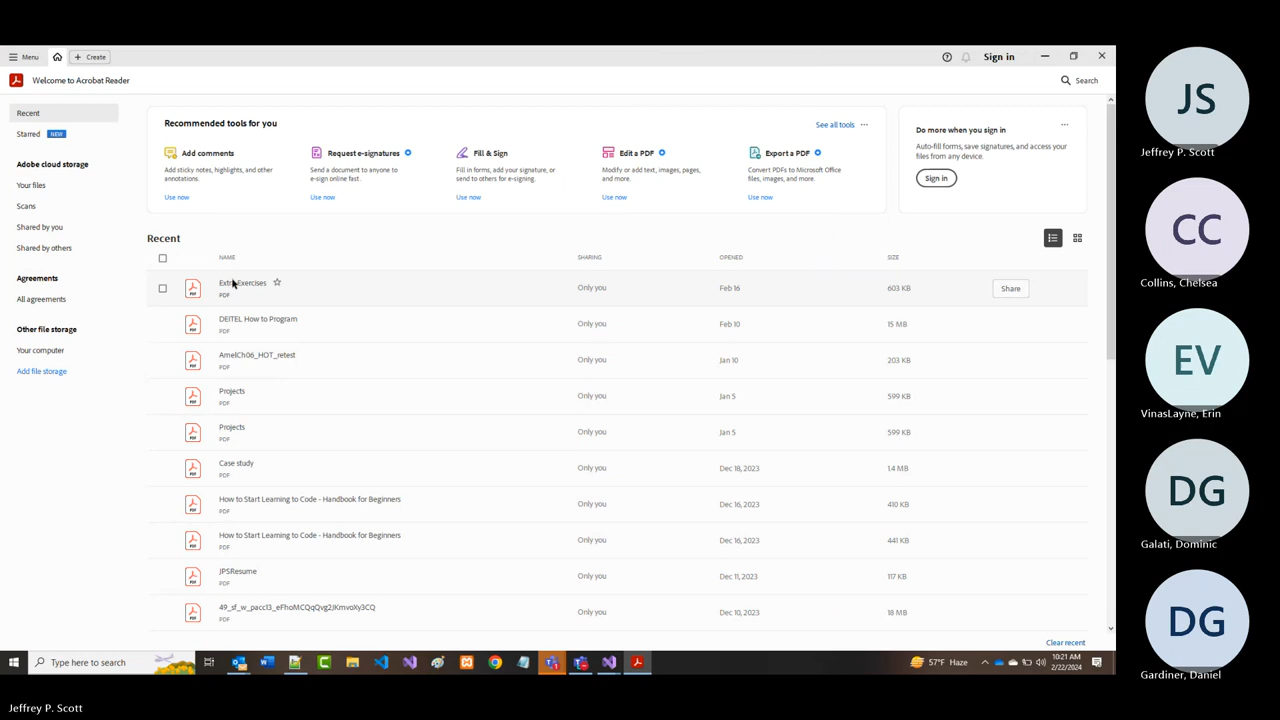 Menu
Create
Sign in
Welcome to Acrobat Reader
Search
Recent
Starred NEW
Adobe cloud storage
Your files
Scans
Shared by you
Shared by others
Agreements
All agreements
Other file storage
Your computer
Add file storage
Recommended tools for you
See all tools
Add comments
Add sticky notes, highlights, and other
annotations.
Use now
Request e-signatures
Send a document to anyone to
e-sign online fast.
Use now
Fill & Sign
Fill in forms, add your signature, or
send to others for e-signing.
Use now
Edit a PDF
Modify or add text, images, pages,
and more.
Use now
Export a PDF
Convert PDFs to Microsoft Office
files, images, and more.
Use now
Do more when you sign in
Auto-fill forms, save signatures, and access your
files from any device.
Sign in
Recent
NAME SHARING OPENED SIZE
Extra Exercises Only you Feb 16 603 KB Share
PDF
DEITEL How to Program Only you Feb 10 15 MB
PDF
AmelCh06_HOT_retest Only you Jan 10 203 KB
PDF
Projects Only you Jan 5 599 KB
PDF
Projects Only you Jan 5 599 KB
PDF
Case study Only you Dec 18, 2023 1.4 MB
PDF
How to Start Learning to Code - Handbook for Beginners Only you Dec 16, 2023 410 KB
PDF
How to Start Learning to Code - Handbook for Beginners Only you Dec 16, 2023 441 KB
PDF
JPSResume Only you Dec 11, 2023 117 KB
PDF
Only you Dec 10, 2023 18 MB
PDF
Clear recent
Type here to search
57°F Haze
10:21 AM
2/22/2024
JS
Jeffrey P. Scott
CC
Collins, Chelsea
EV
VinasLayne, Erin
DG
Galati, Dominic
DG
Gardiner, Daniel
Jeffrey P. Scott